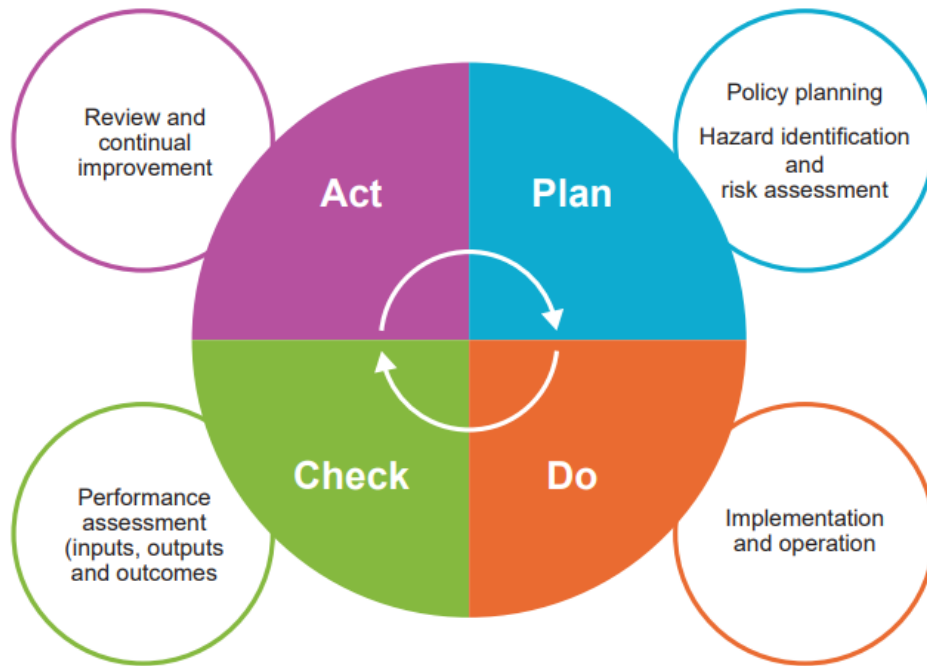 Review and
continual
improvement
Act
Plan
Policy planning
Hazard identification
and
risk assessment
Check
Do
Performance
assessment
(inputs, outputs
and outcomes
Implementation
and operation